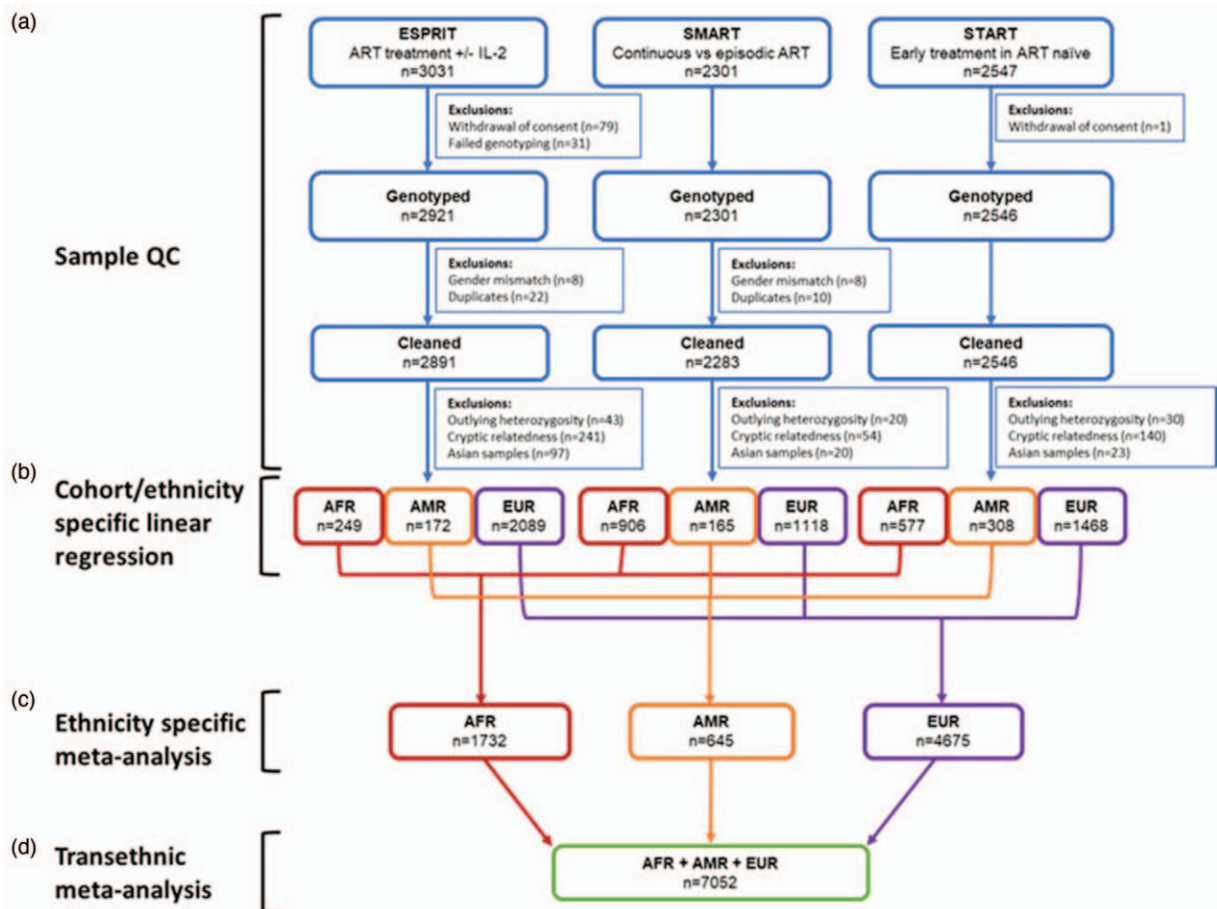 (a)
ESPRIT
ART treatment +/- IL-2
n=3031
SMART
Continuous vs episodic ART
n=2301
START
Early treatment in ART naïve
n=2547
Exclusions:
Withdrawal of consent (n=79)
Failed genotyping (n=31)
Exclusions:
Withdrawal of consent (n=1)
Genotyped
n=2921
Genotyped
n=2301
Genotyped
n=2546
Sample QC
Exclusions:
Gender mismatch (n=8)
Duplicates (n=22)
Exclusions:
Gender mismatch (n=8)
Duplicates (n=10)
Cleaned
n=2891
Cleaned
n=2283
Cleaned
n=2546
Exclusions:
Outlying heterozygosity (n=43)
Cryptic relatedness (n=241)
Asian samples (n=97)
Exclusions:
Outlying heterozygosity (n=20)
Cryptic relatedness (n=54)
Asian samples (n=20)
Exclusions:
Outlying heterozygosity (n=30)
Cryptic relatedness (n=140)
Asian samples (n=23)
(b)
Cohort/ethnicity
specific linear
regression
AFR
n=249
AMR
n=172
EUR
n=2089
AFR
n=906
AMR
n=165
EUR
n=1118
AFR
n=577
AMR
n=308
EUR
n=1468
(c)
Ethnicity specific
meta-analysis
AFR
n=1732
AMR
n=645
EUR
n=4675
(d)
Transethnic
meta-analysis
AFR + AMR + EUR
n=7052